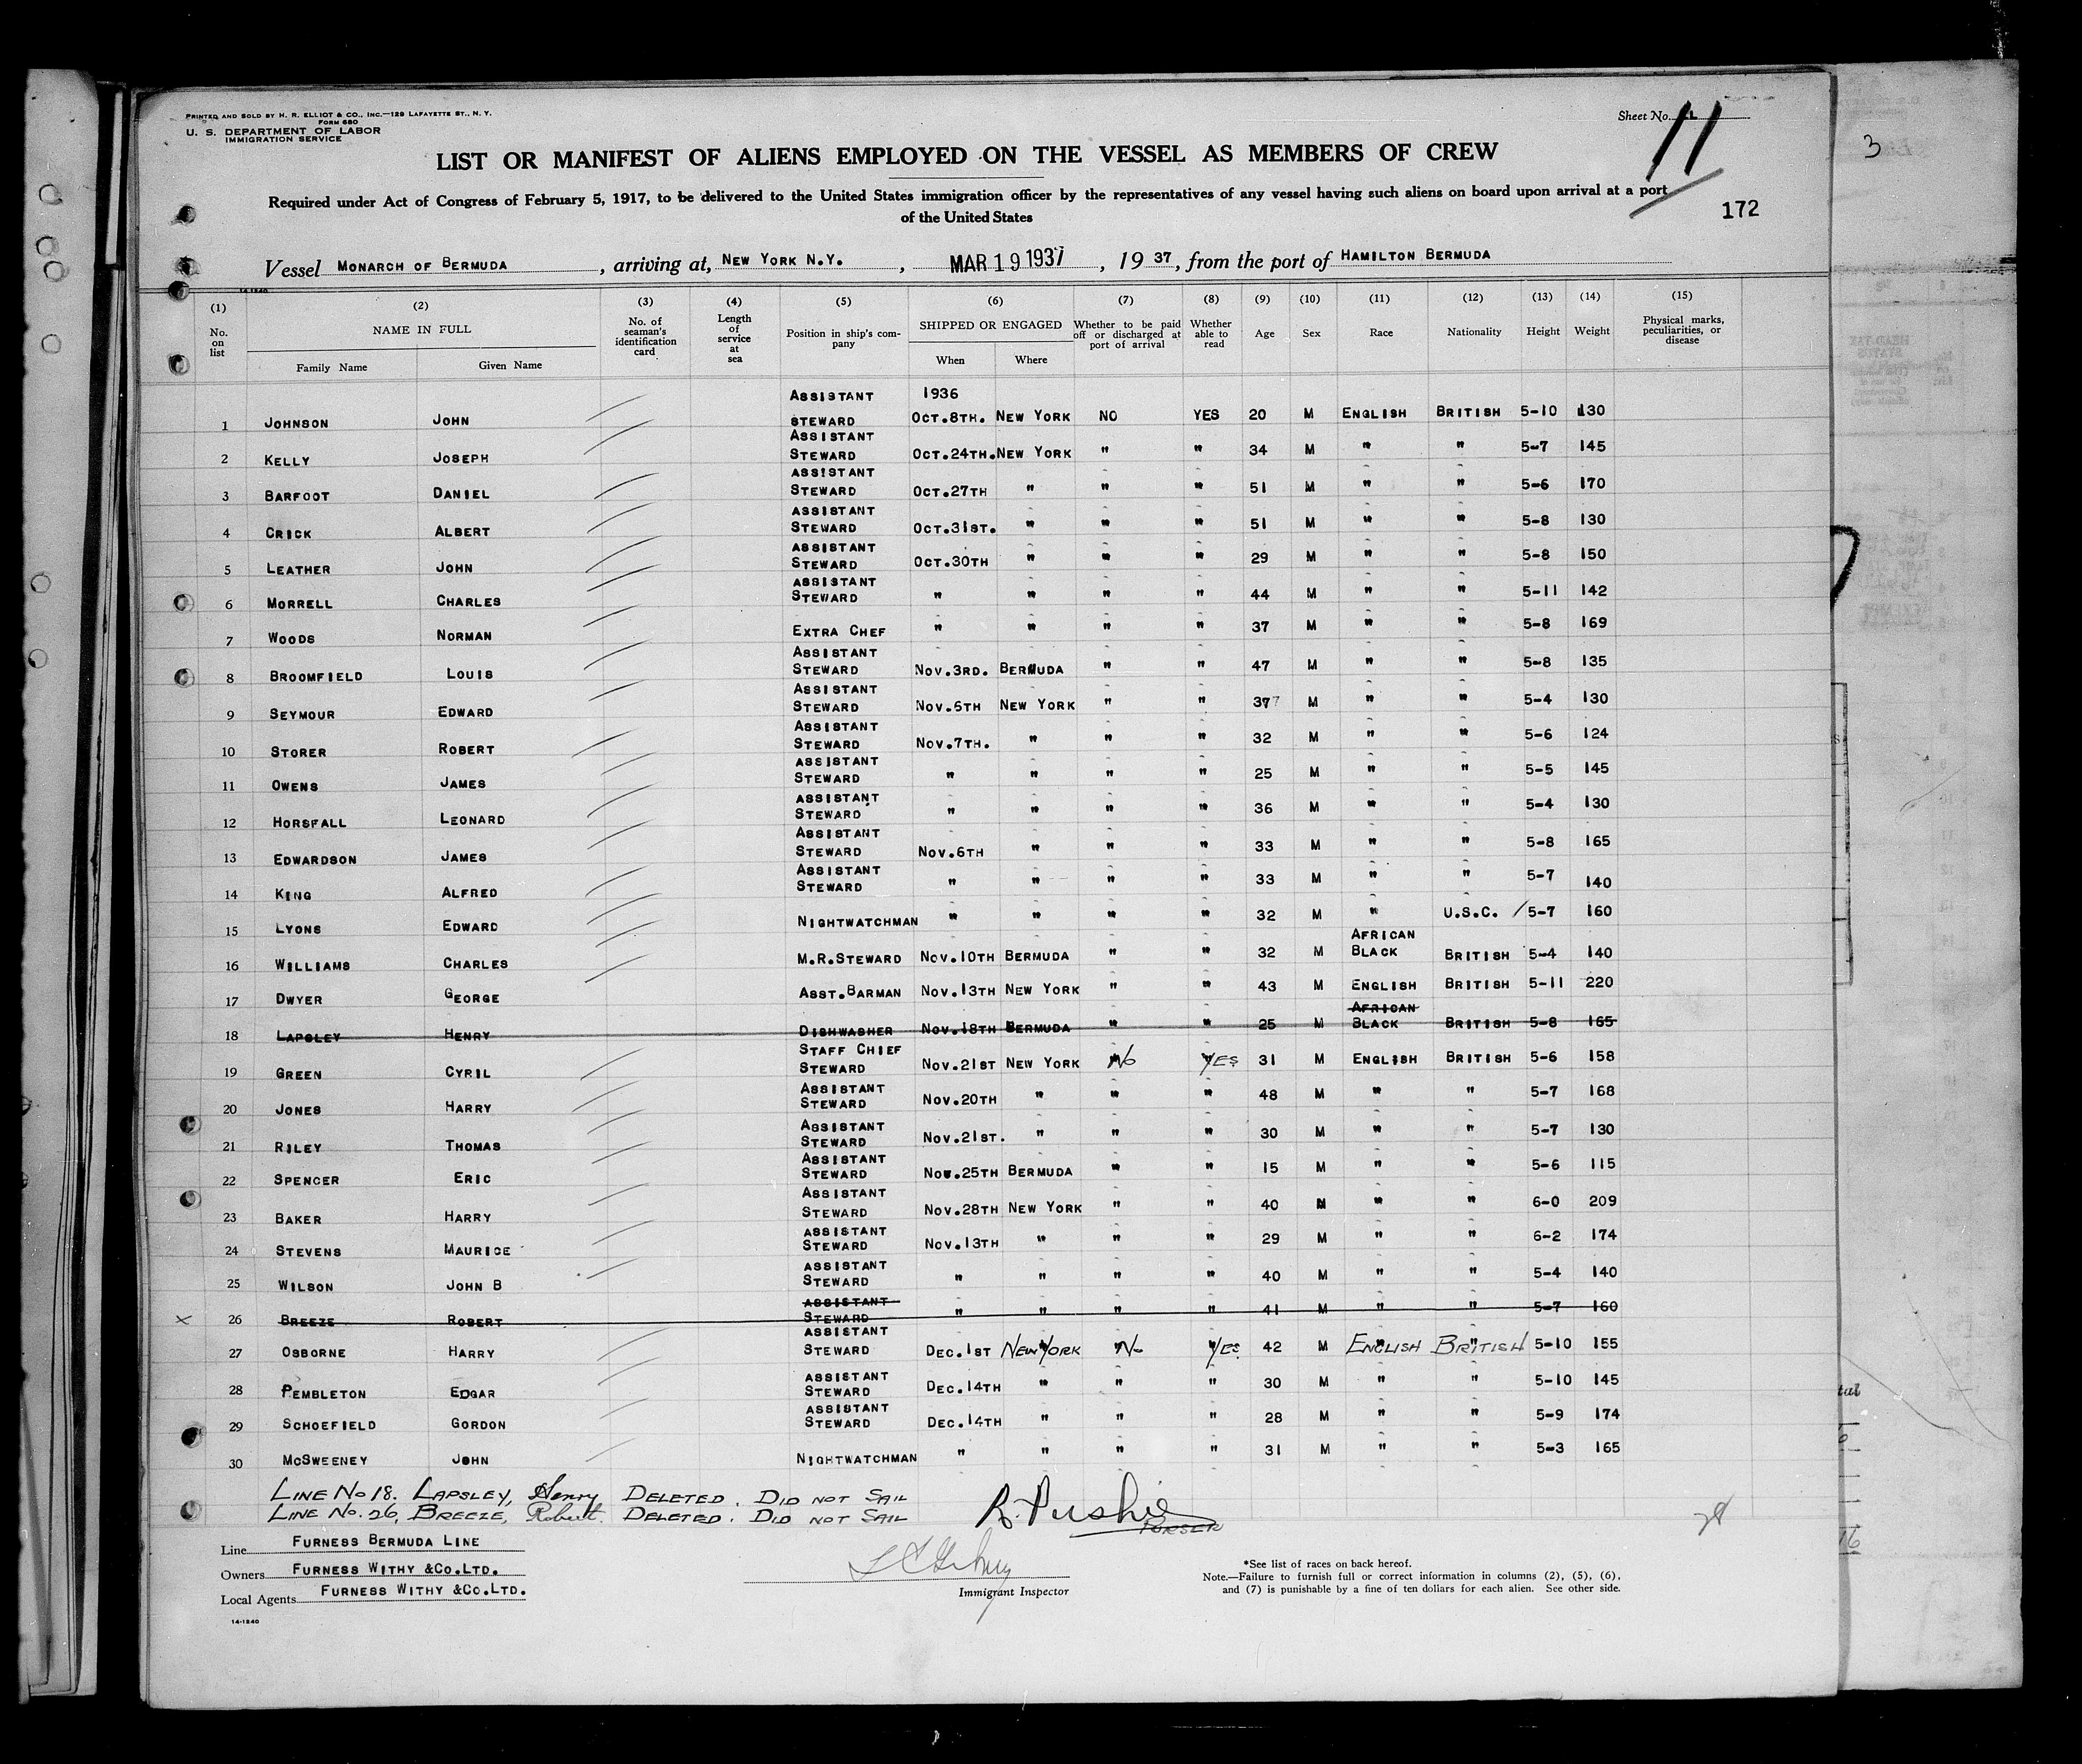 PRINTED AND SOLD BY H. R. ELLIOT & CO., INC.—129 LAFAYETTE ST., N. Y.
FORM 680
U. S. DEPARTMENT OF LABOR
IMMIGRATION SERVICE
Sheet No. L
11
3
LIST OR MANIFEST OF ALIENS EMPLOYED ON THE VESSEL AS MEMBERS OF CREW
Required under Act of Congress of February 5, 1917, to be delivered to the United States immigration officer by the representatives of any vessel having such aliens on board upon arrival at a port
of the United States
172
Vessel MONARCH OF BERMUDA, arriving at, NEW YORK N.Y., MAR 19 1937, 19 37, from the port of HAMILTON BERMUDA
14-1240
(1) No. on list (2) NAME IN FULL Family Name Given Name (3) No. of seaman's identification card (4) Length of service at sea (5) Position in ship's company (6) SHIPPED OR ENGAGED When Where (7) Whether to be paid off or discharged at port of arrival (8) Whether able to read (9) Age (10) Sex (11) Race (12) Nationality (13) Height (14) Weight (15) Physical marks, peculiarities, or disease
1936
1 JOHNSON JOHN ASSISTANT STEWARD OCT.8TH. NEW YORK NO YES 20 M ENGLISH BRITISH 5-10 130
2 KELLY JOSEPH ASSISTANT STEWARD OCT.24TH. NEW YORK " " 34 M " " 5-7 145
3 BARFOOT DANIEL ASSISTANT STEWARD OCT.27TH " " " 51 M " " 5-6 170
4 CRICK ALBERT ASSISTANT STEWARD OCT.31ST. " " " 51 M " " 5-8 130
5 LEATHER JOHN ASSISTANT STEWARD OCT.30TH " " " 29 M " " 5-8 150
6 MORRELL CHARLES ASSISTANT STEWARD " " " " 44 M " " 5-11 142
7 WOODS NORMAN EXTRA CHEF " " " " 37 M " " 5-8 169
8 BROOMFIELD LOUIS ASSISTANT STEWARD NOV.3RD. BERMUDA " " 47 M " " 5-8 135
9 SEYMOUR EDWARD ASSISTANT STEWARD NOV.6TH NEW YORK " " 37 M " " 5-4 130
10 STORER ROBERT ASSISTANT STEWARD NOV.7TH. " " " 32 M " " 5-6 124
11 OWENS JAMES ASSISTANT STEWARD " " " " 25 M " " 5-5 145
12 HORSFALL LEONARD ASSISTANT STEWARD " " " " 36 M " " 5-4 130
13 EDWARDSON JAMES ASSISTANT STEWARD NOV.6TH " " " 33 M " " 5-8 165
14 KING ALFRED ASSISTANT STEWARD " " " " 33 M " " 5-7 140
15 LYONS EDWARD NIGHTWATCHMAN " " " " 32 M " U.S.C. 5-7 160
16 WILLIAMS CHARLES M.R.STEWARD NOV.10TH BERMUDA " " 32 M AFRICAN BLACK BRITISH 5-4 140
17 DWYER GEORGE ASST.BARMAN NOV.13TH NEW YORK " " 43 M ENGLISH BRITISH 5-11 220
18 LAPSLEY HENRY DISHWASHER NOV.18TH BERMUDA " " 25 M AFRICAN BLACK BRITISH 5-8 165
19 GREEN CYRIL STAFF CHIEF STEWARD NOV.21ST NEW YORK No YES 31 M ENGLISH BRITISH 5-6 158
20 JONES HARRY ASSISTANT STEWARD NOV.20TH " " " 48 M " " 5-7 168
21 RILEY THOMAS ASSISTANT STEWARD NOV.21ST. " " " 30 M " " 5-7 130
22 SPENCER ERIC ASSISTANT STEWARD NOV.25TH BERMUDA " " 15 M " " 5-6 115
23 BAKER HARRY ASSISTANT STEWARD NOV.28TH NEW YORK " " 40 M " " 6-0 209
24 STEVENS MAURICE ASSISTANT STEWARD NOV.13TH " " " 29 M " " 6-2 174
25 WILSON JOHN B ASSISTANT STEWARD " " " " 40 M " " 5-4 140
x 26 BREEZE ROBERT ASSISTANT STEWARD " " " " 41 M " " 5-7 160
27 OSBORNE HARRY ASSISTANT STEWARD DEC.1ST NEW YORK No YES 42 M ENGLISH BRITISH 5-10 155
28 PEMBLETON EDGAR ASSISTANT STEWARD DEC.14TH " " " 30 M " " 5-10 145
29 SCHOEFIELD GORDON ASSISTANT STEWARD DEC.14TH " " " 28 M " " 5-9 174
30 MCSWEENEY JOHN NIGHTWATCHMAN " " " " 31 M " " 5-3 165
LINE No 18. LAPSLEY, Henry DELETED. DID NOT SAIL
LINE No. 26, BREEZE, Robert. DELETED. DID NOT SAIL
PURSER
Line FURNESS BERMUDA LINE
Owners FURNESS WITHY &CO.LTD.
Local Agents FURNESS WITHY &CO.LTD.
14-1240
Immigrant Inspector
*See list of races on back hereof.
Note.—Failure to furnish full or correct information in columns (2), (5), (6),
and (7) is punishable by a fine of ten dollars for each alien. See other side.